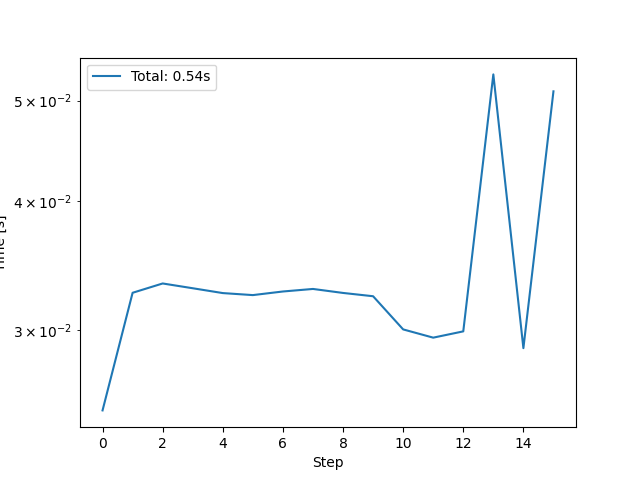 Total: 0.54s
5 × 10⁻²
4 × 10⁻²
3 × 10⁻²
Time [s]
0 2 4 6 8 10 12 14
Step